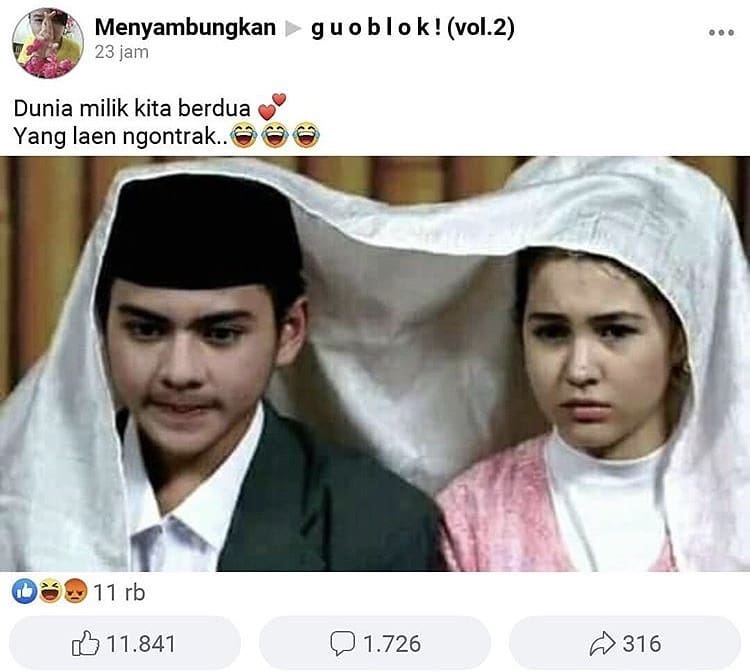 Menyambungkan ▶ g u o b l o k ! (vol.2)
23 jam
Dunia milik kita berdua 💕
Yang laen ngontrak..😂😂😂
11 rb
11.841
1.726
316